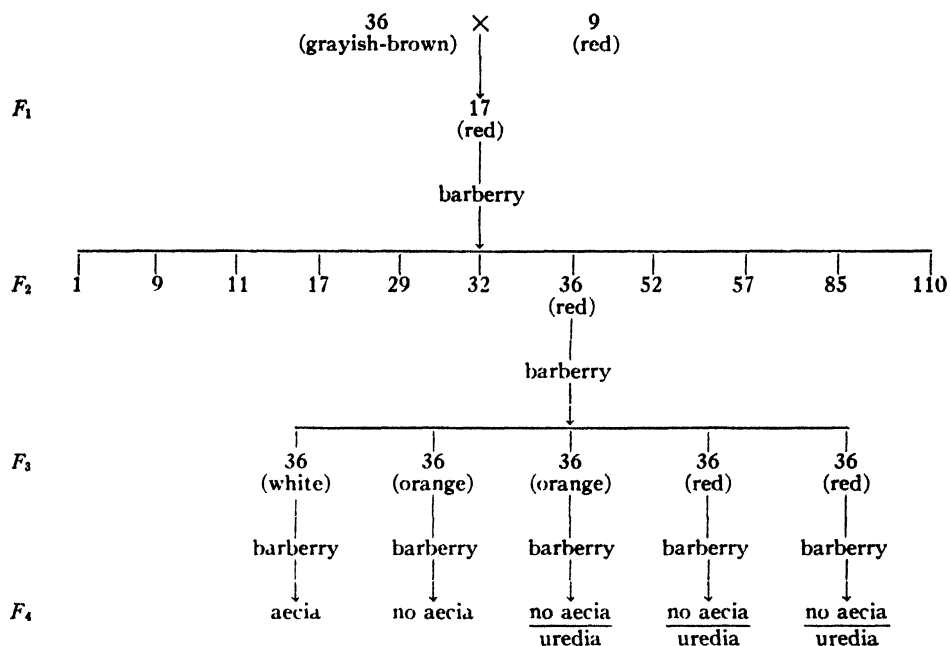 36 × 9
(grayish-brown) (red)
F₁ 17
(red)
barberry
F₂ 1 9 11 17 29 32 36 52 57 85 110
(red)
barberry
F₃ 36 36 36 36 36
(white) (orange) (orange) (red) (red)
barberry barberry barberry barberry barberry
F₄ aecia no aecia no aecia no aecia no aecia
uredia uredia uredia